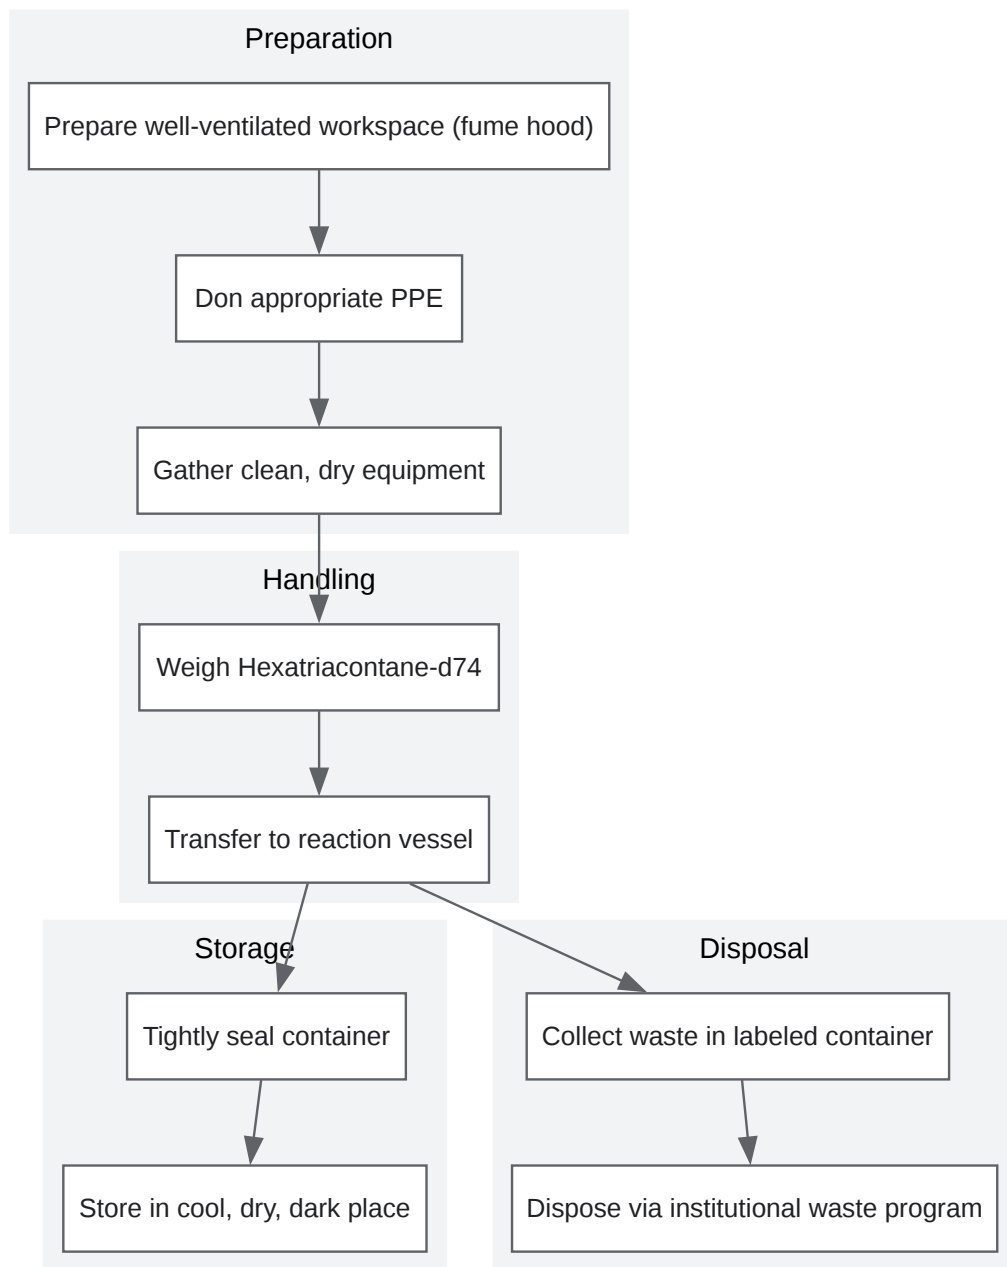 Preparation
Prepare well-ventilated workspace (fume hood)
Don appropriate PPE
Gather clean, dry equipment
Handling
Weigh Hexatriacontane-d74
Transfer to reaction vessel
Storage
Tightly seal container
Store in cool, dry, dark place
Disposal
Collect waste in labeled container
Dispose via institutional waste program